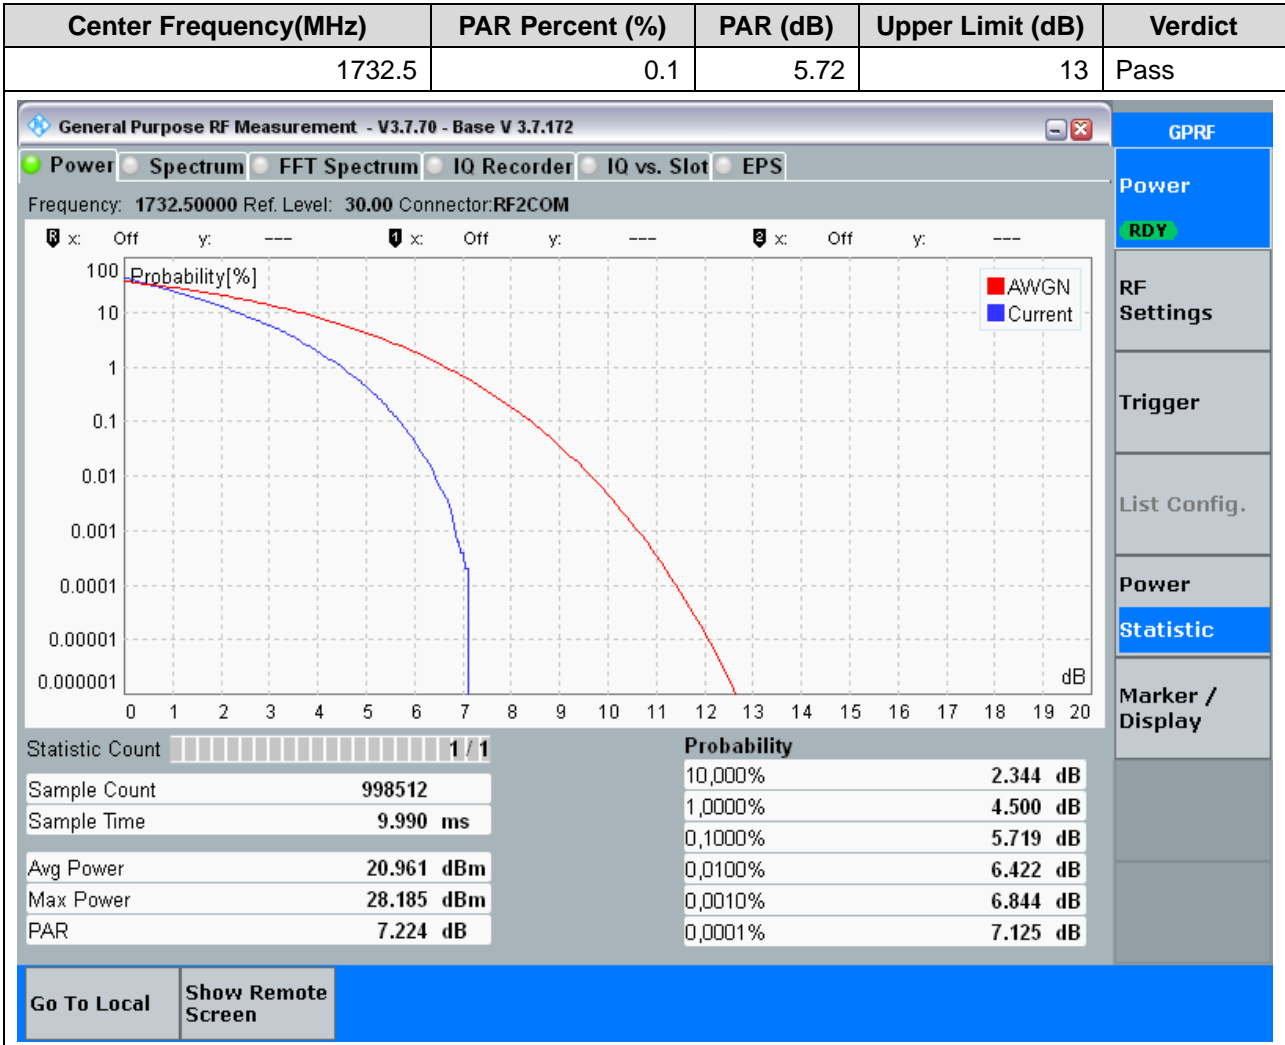 Center Frequency(MHz) PAR Percent (%) PAR (dB) Upper Limit (dB) Verdict
1732.5 0.1 5.72 13 Pass
General Purpose RF Measurement - V3.7.70 - Base V 3.7.172
GPRF
Power Spectrum FFT Spectrum IQ Recorder IQ vs. Slot EPS
Frequency: 1732.50000 Ref. Level: 30.00 Connector:RF2COM
R x: Off y: --- 1 x: Off y: --- 2 x: Off y: ---
Probability[%]
AWGN
Current
100
10
1
0.1
0.01
0.001
0.0001
0.00001
0.000001
dB
0 1 2 3 4 5 6 7 8 9 10 11 12 13 14 15 16 17 18 19 20
Statistic Count 1 / 1
Sample Count 998512
Sample Time 9.990 ms
Avg Power 20.961 dBm
Max Power 28.185 dBm
PAR 7.224 dB
Probability
10,000% 2.344 dB
1,0000% 4.500 dB
0,1000% 5.719 dB
0,0100% 6.422 dB
0,0010% 6.844 dB
0,0001% 7.125 dB
Power
RDY
RF
Settings
Trigger
List Config.
Power
Statistic
Marker /
Display
Go To Local
Show Remote
Screen